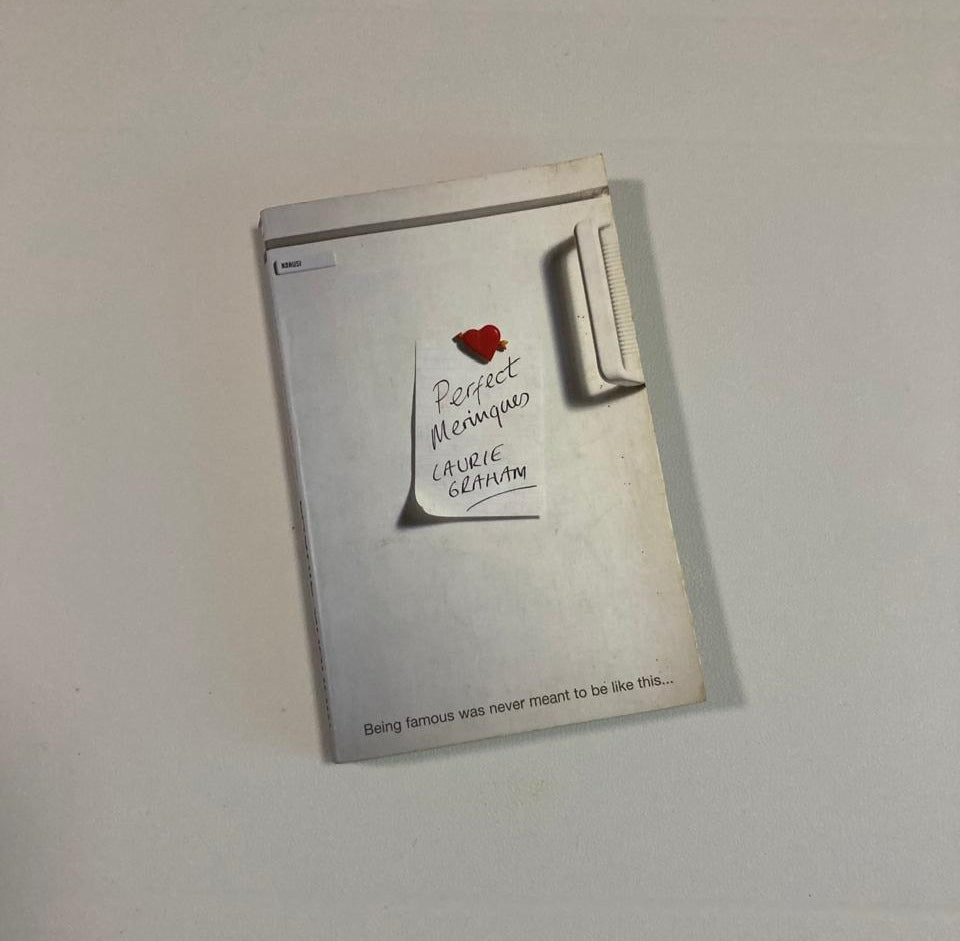 Perfect
Meringues
LAURIE
GRAHAM
Being famous was never meant to be like this...